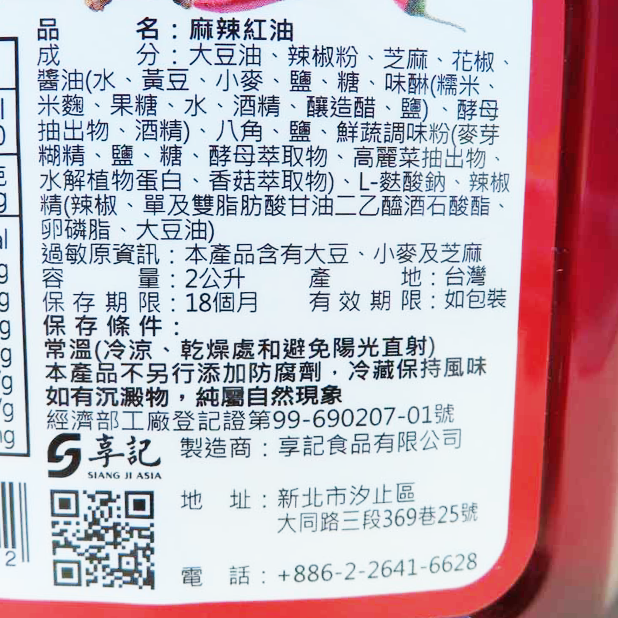 品　名：麻辣紅油
成　分：大豆油、辣椒粉、芝麻、花椒、
醬油(水、黃豆、小麥、鹽、糖、味醂(糯米、
米麴、果糖、水、酒精、釀造醋、鹽)、酵母
抽出物、酒精)、八角、鹽、鮮蔬調味粉(麥芽
糊精、鹽、糖、酵母萃取物、高麗菜抽出物、
水解植物蛋白、香菇萃取物)、L-麩酸鈉、辣椒
精(辣椒、單及雙脂肪酸甘油二乙醯酒石酸酯、
卵磷脂、大豆油)
過敏原資訊：本產品含有大豆、小麥及芝麻
容　量：2公升　產　地：台灣
保存期限：18個月　有效期限：如包裝
保存條件：
常溫(冷涼、乾燥處和避免陽光直射)
本產品不另行添加防腐劑，冷藏保持風味
如有沉澱物，純屬自然現象
經濟部工廠登記證第99-690207-01號
享記 製造商：享記食品有限公司
SIANG JI ASIA
地　址：新北市汐止區
大同路三段369巷25號
電　話：+886-2-2641-6628